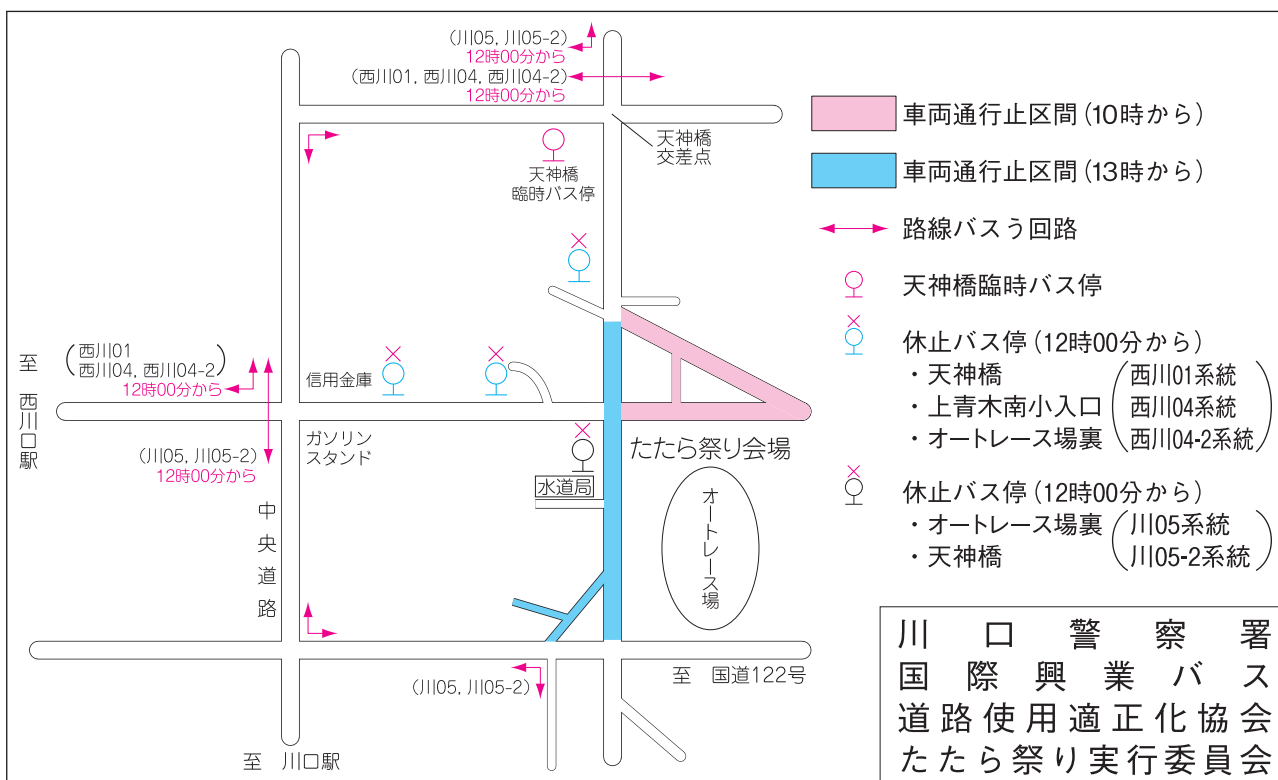 (川05, 川05-2)
12時00分から
(西川01, 西川04, 西川04-2)
12時00分から
天神橋
交差点
天神橋
臨時バス停
至 西川口駅
(西川01
西川04, 西川04-2)
12時00分から
信用金庫
(川05, 川05-2)
12時00分から
ガソリン
スタンド
水道局
たたら祭り会場
オートレース場
中央道路
(川05, 川05-2)
至 国道122号
至 川口駅
車両通行止区間(10時から)
車両通行止区間(13時から)
路線バスう回路
天神橋臨時バス停
休止バス停(12時00分から)
・天神橋 (西川01系統
・上青木南小入口 西川04系統
・オートレース場裏 西川04-2系統)
休止バス停(12時00分から)
・オートレース場裏 (川05系統
・天神橋 川05-2系統)
川口警察署
国際興業バス
道路使用適正化協会
たたら祭り実行委員会